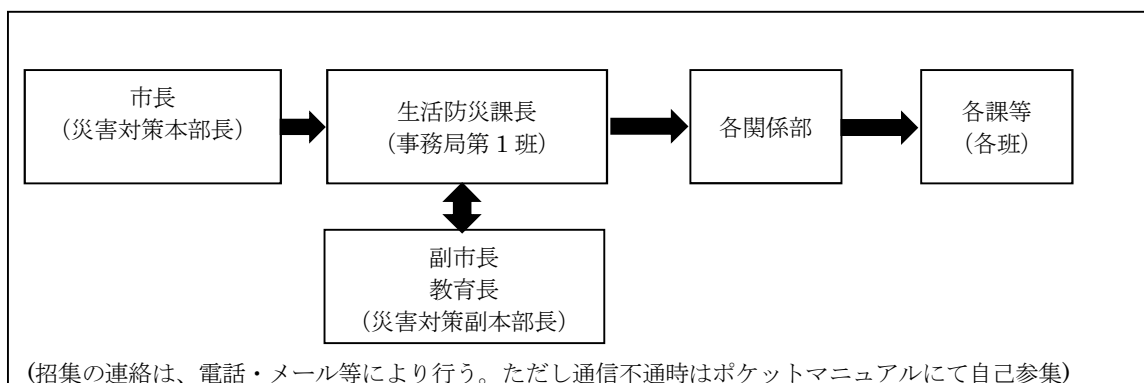 市長
（災害対策本部長）
生活防災課長
（事務局第 1 班）
各関係部
各課等
（各班）
副市長
教育長
（災害対策副本部長）
(招集の連絡は、電話・メール等により行う。ただし通信不通時はポケットマニュアルにて自己参集)